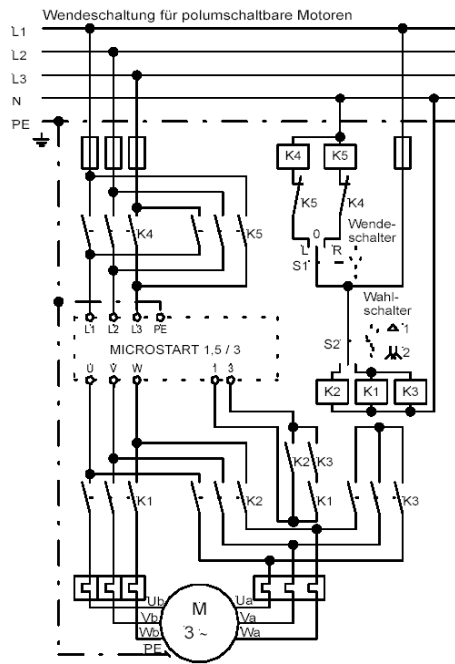 Wendeschaltung für polumschaltbare Motoren
L1
L2
L3
N
PE
K4 K5
K5 K4
K4 K5
Wende-
schalter
L 0 R
S1
Wahl-
schalter
L1 L2 L3 PE
1
S2
2
MICROSTART 1,5 / 3
U V W 1 3
K2 K1 K3
K2 K3
K1 K2 K1 K3
Ub Ua
M
Vb Va
3 ~
Wb Wa
PE